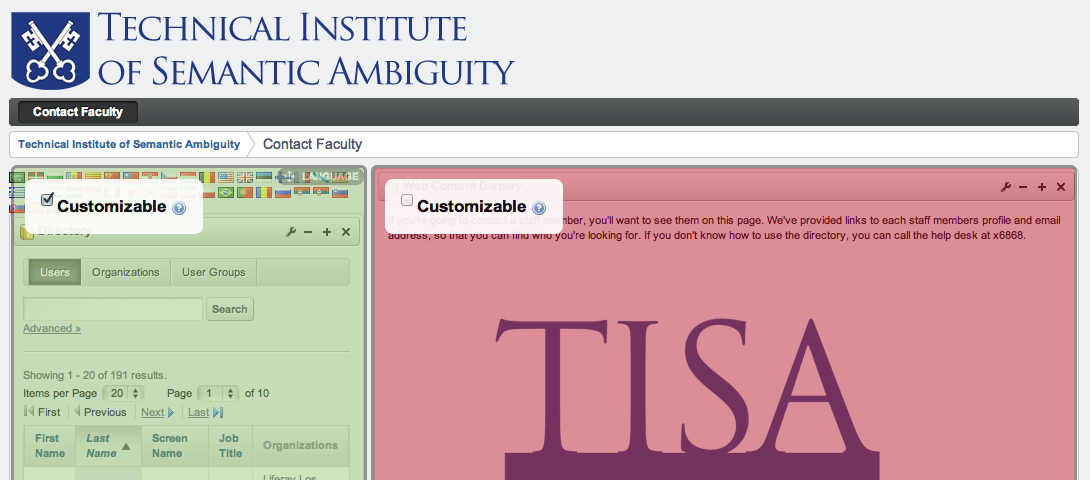 TECHNICAL INSTITUTE
OF SEMANTIC AMBIGUITY
Contact Faculty
Technical Institute of Semantic Ambiguity
Contact Faculty
LANGUAGE
Customizable
Directory
Users
Organizations
User Groups
Search
Advanced »
Showing 1 - 20 of 191 results.
Items per Page 20 Page 1 of 10
First Previous Next Last
First Name
Last Name
Screen Name
Job Title
Organizations
Liferay Los
Web Content Display
Customizable
If you're going to contact a staff member, you'll want to see them on this page. We've provided links to each staff members profile and email
address, so that you can find who you're looking for. If you don't know how to use the directory, you can call the help desk at x6868.
TISA